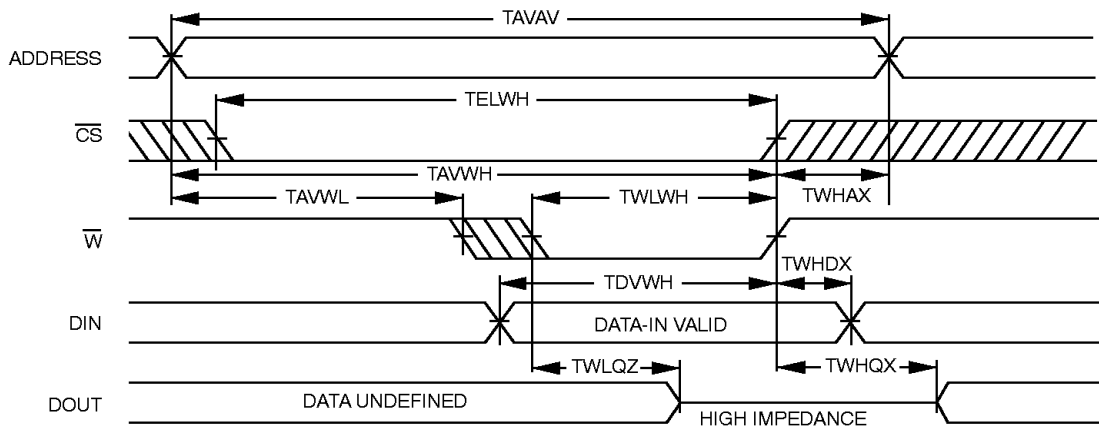 TAVAV
ADDRESS
TELWH
CS
TAVWH
TAVWL
TWLWH
TWHAX
W
TWHDX
TDVWH
DIN
DATA-IN VALID
TWLQZ
TWHQX
DOUT
DATA UNDEFINED
HIGH IMPEDANCE